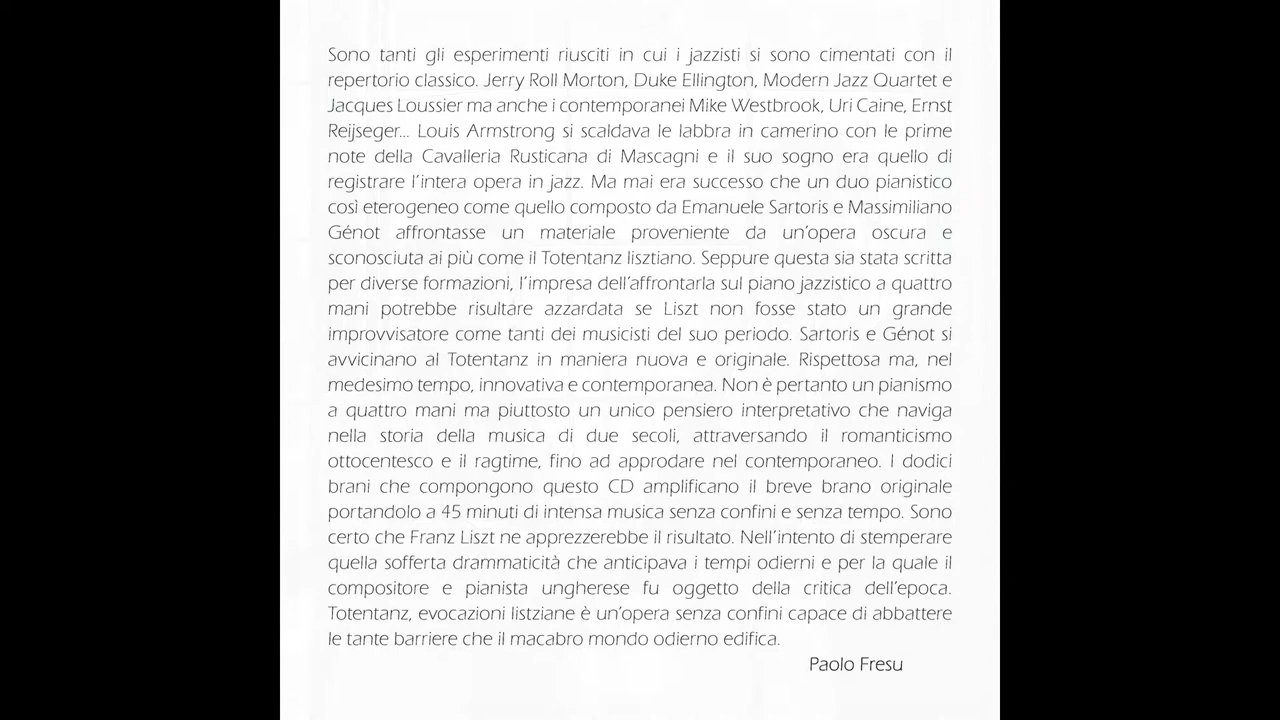 Sono tanti gli esperimenti riusciti in cui i jazzisti si sono cimentati con il
repertorio classico. Jerry Roll Morton, Duke Ellington, Modern Jazz Quartet e
Jacques Loussier ma anche i contemporanei Mike Westbrook, Uri Caine, Ernst
Reijseger... Louis Armstrong si scaldava le labbra in camerino con le prime
note della Cavalleria Rusticana di Mascagni e il suo sogno era quello di
registrare l'intera opera in jazz. Ma mai era successo che un duo pianistico
così eterogeneo come quello composto da Emanuele Sartoris e Massimiliano
Génot affrontasse un materiale proveniente da un'opera oscura e
sconosciuta ai più come il Totentanz lisztiano. Seppure questa sia stata scritta
per diverse formazioni, l'impresa dell'affrontarla sul piano jazzistico a quattro
mani potrebbe risultare azzardata se Liszt non fosse stato un grande
improvvisatore come tanti dei musicisti del suo periodo. Sartoris e Génot si
avvicinano al Totentanz in maniera nuova e originale. Rispettosa ma, nel
medesimo tempo, innovativa e contemporanea. Non è pertanto un pianismo
a quattro mani ma piuttosto un unico pensiero interpretativo che naviga
nella storia della musica di due secoli, attraversando il romanticismo
ottocentesco e il ragtime, fino ad approdare nel contemporaneo. I dodici
brani che compongono questo CD amplificano il breve brano originale
portandolo a 45 minuti di intensa musica senza confini e senza tempo. Sono
certo che Franz Liszt ne apprezzerebbe il risultato. Nell'intento di stemperare
quella sofferta drammaticità che anticipava i tempi odierni e per la quale il
compositore e pianista ungherese fu oggetto della critica dell'epoca.
Totentanz, evocazioni listziane è un'opera senza confini capace di abbattere
le tante barriere che il macabro mondo odierno edifica.
Paolo Fresu